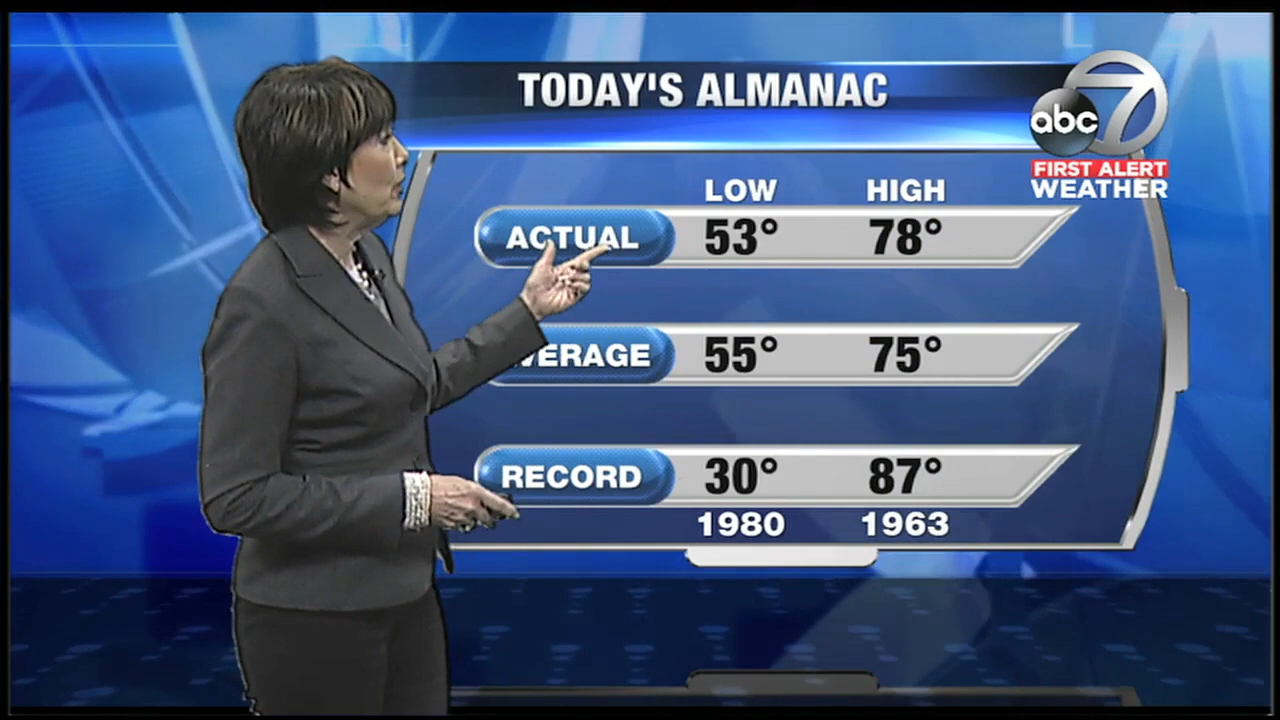 TODAY'S ALMANAC
abc 7
FIRST ALERT
WEATHER
LOW HIGH
ACTUAL 53° 78°
VERAGE 55° 75°
RECORD 30° 87°
1980 1963